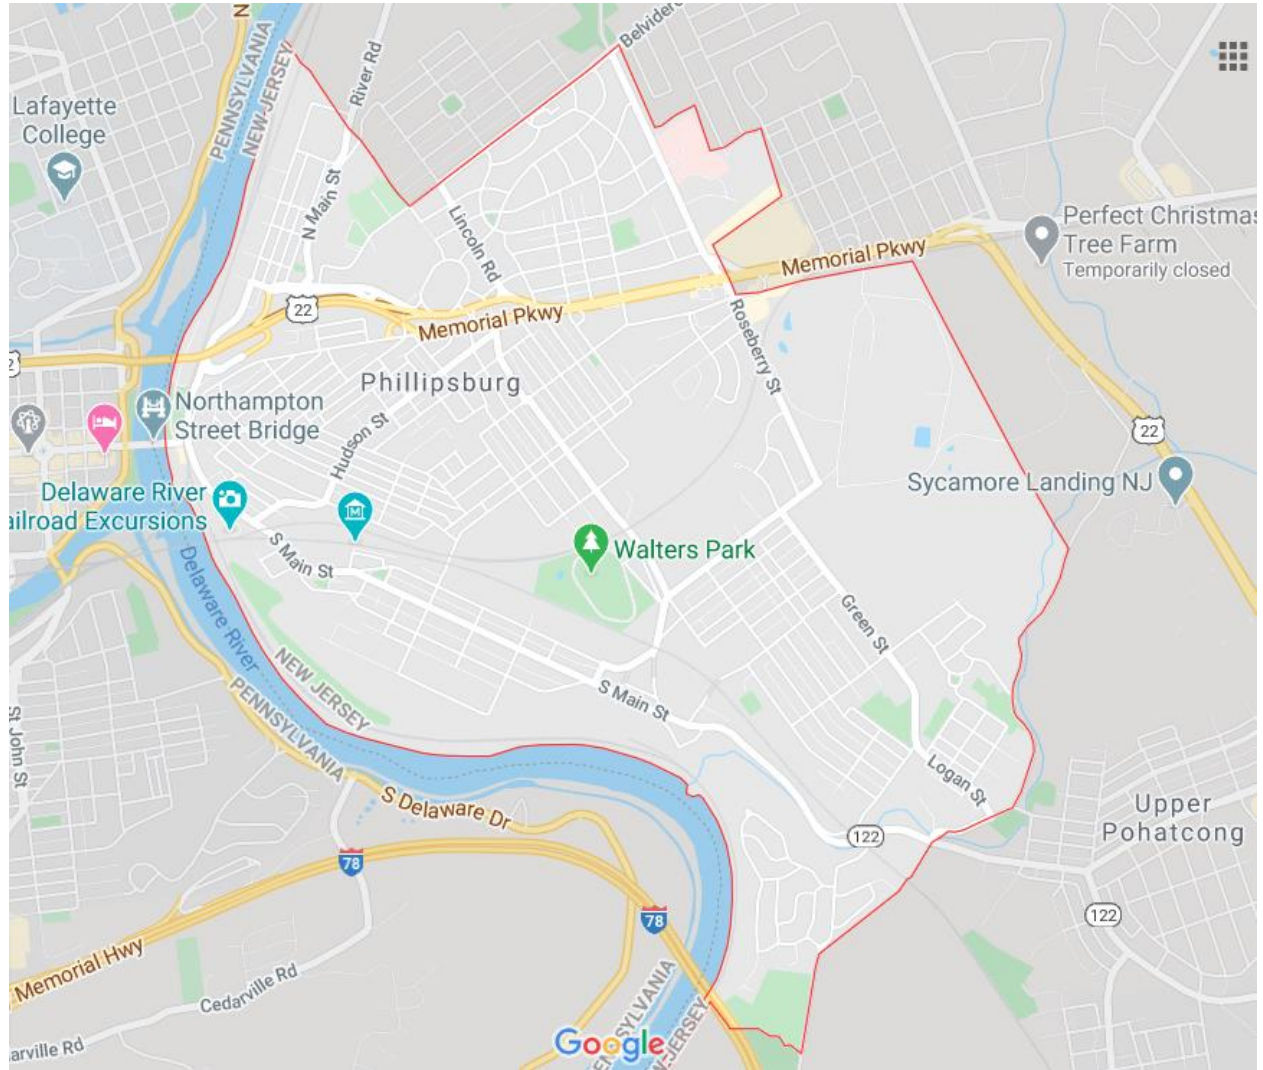 N
Belvidere
PENNSYLVANIA
NEW JERSEY
River Rd
Lafayette
College
N Main St
Lincoln Rd
Perfect Christmas
Tree Farm
Temporarily closed
Memorial Pkwy
22
Memorial Pkwy
Roseberry St
2
Phillipsburg
Northampton
Street Bridge
Hudson St
22
Delaware River
ailroad Excursions
M
Sycamore Landing NJ
S Main St
Walters Park
Delaware River
Green St
NEW JERSEY
PENNSYLVANIA
S Main St
St John St
Logan St
S Delaware Dr
Upper
Pohatcong
122
78
78
122
Memorial Hwy
Cedarville Rd
NSYLVANIA
W JERSEY
Google
arville Rd